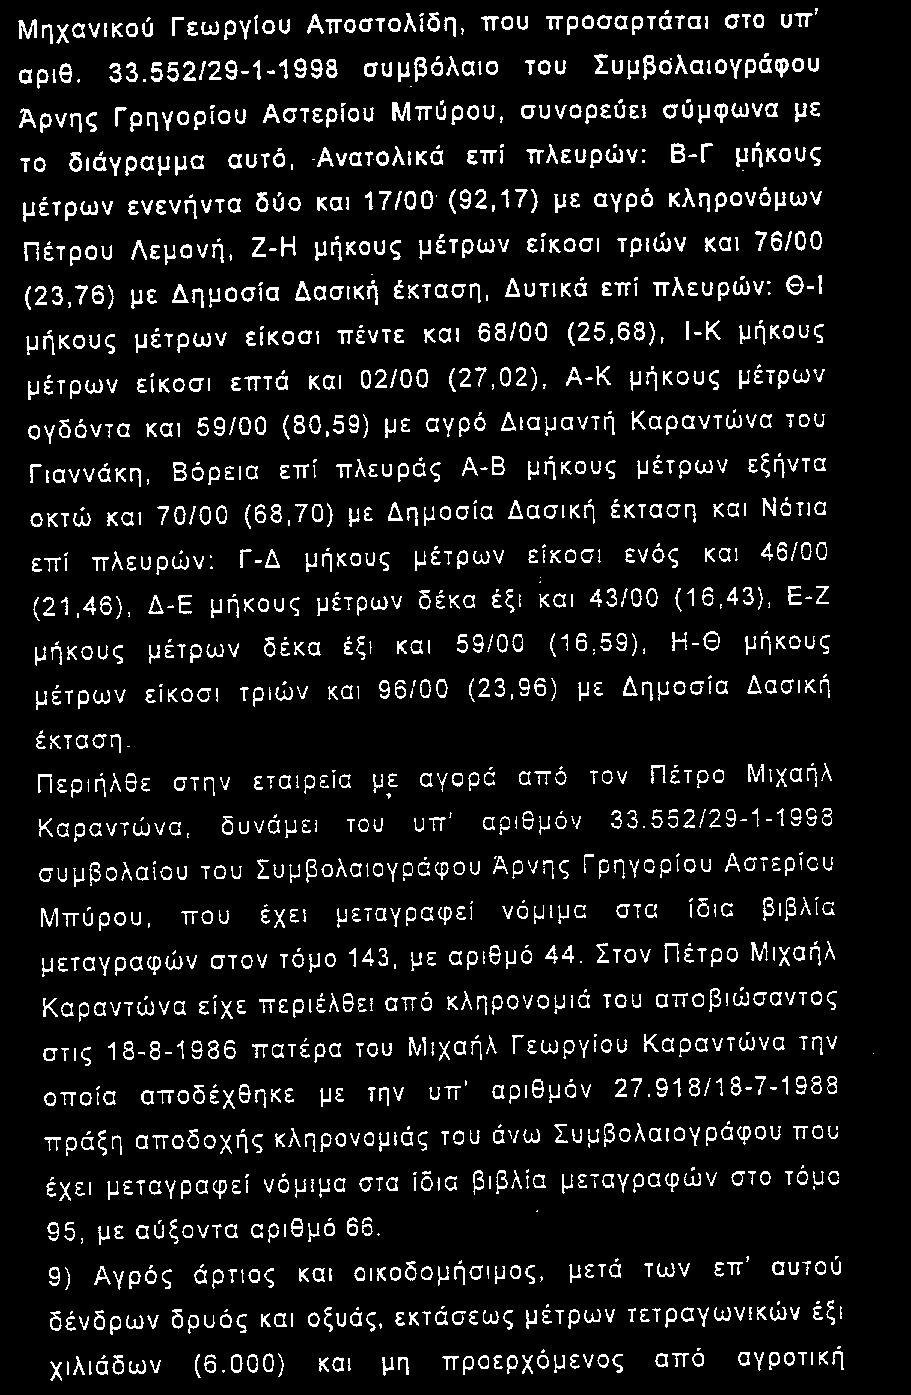 Μηχανικού Γεωργίου Αποστολίδη, που προσαρτάται στο υπ'
αριθ. 33.552/29-1-1998 συμβόλαιο του Συμβολαιογράφου
Άρνης Γρηγορίου Αστερίου Μπύρου, συνορεύει σύμφωνα με
το διάγραμμα αυτό, Ανατολικά επί πλευρών: Β-Γ μήκους
μέτρων ενενήντα δύο και 17/00 (92,17) με αγρό κληρονόμων
Πέτρου Λεμονή, Ζ-Η μήκους μέτρων είκοσι τριών και 76/00
(23,76) με Δημοσία Δασική έκταση, Δυτικά επί πλευρών: Θ-Ι
μήκους μέτρων είκοσι πέντε και 68/00 (25,68), Ι-Κ μήκους
μέτρων είκοσι επτά και 02/00 (27,02), Α-Κ μήκους μέτρων
ογδόντα και 59/00 (80,59) με αγρό Διαμαντή Καραντώνα του
Γιαννάκη, Βόρεια επί πλευράς Α-Β μήκους μέτρων εξήντα
οκτώ και 70/00 (68,70) με Δημοσία Δασική έκταση και Νότια
επί πλευρών: Γ-Δ μήκους μέτρων είκοσι ενός και 46/00
(21,46), Δ-Ε μήκους μέτρων δέκα έξι και 43/00 (16,43), Ε-Ζ
μήκους μέτρων δέκα έξι και 59/00 (16,59), Η-Θ μήκους
μέτρων είκοσι τριών και 96/00 (23,96) με Δημοσία Δασική
έκταση.
Περιήλθε στην εταιρεία με αγορά από τον Πέτρο Μιχαήλ
Καραντώνα, δυνάμει του υπ' αριθμόν 33.552/29-1-1998
συμβολαίου του Συμβολαιογράφου Άρνης Γρηγορίου Αστερίου
Μπύρου, που έχει μεταγραφεί νόμιμα στα ίδια βιβλία
μεταγραφών στον τόμο 143, με αριθμό 44. Στον Πέτρο Μιχαήλ
Καραντώνα είχε περιέλθει από κληρονομιά του αποβιώσαντος
στις 18-8-1986 πατέρα του Μιχαήλ Γεωργίου Καραντώνα την
οποία αποδέχθηκε με την υπ' αριθμόν 27.918/18-7-1988
πράξη αποδοχής κληρονομιάς του άνω Συμβολαιογράφου που
έχει μεταγραφεί νόμιμα στα ίδια βιβλία μεταγραφών στο τόμο
95, με αύξοντα αριθμό 66.
9) Αγρός άρτιος και οικοδομήσιμος, μετά των επ' αυτού
δένδρων δρυός και οξυάς, εκτάσεως μέτρων τετραγωνικών έξι
χιλιάδων (6.000) και μη προερχόμενος από αγροτική